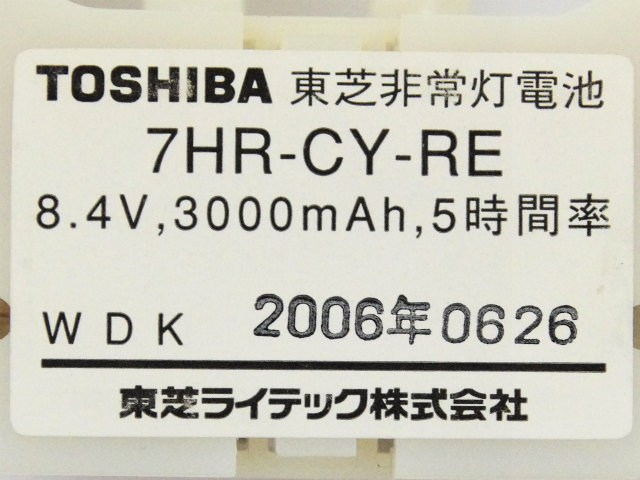 TOSHIBA 東芝非常灯電池
7HR-CY-RE
8.4V,3000mAh,5時間率
WDK 2006年0626
東芝ライテック株式会社